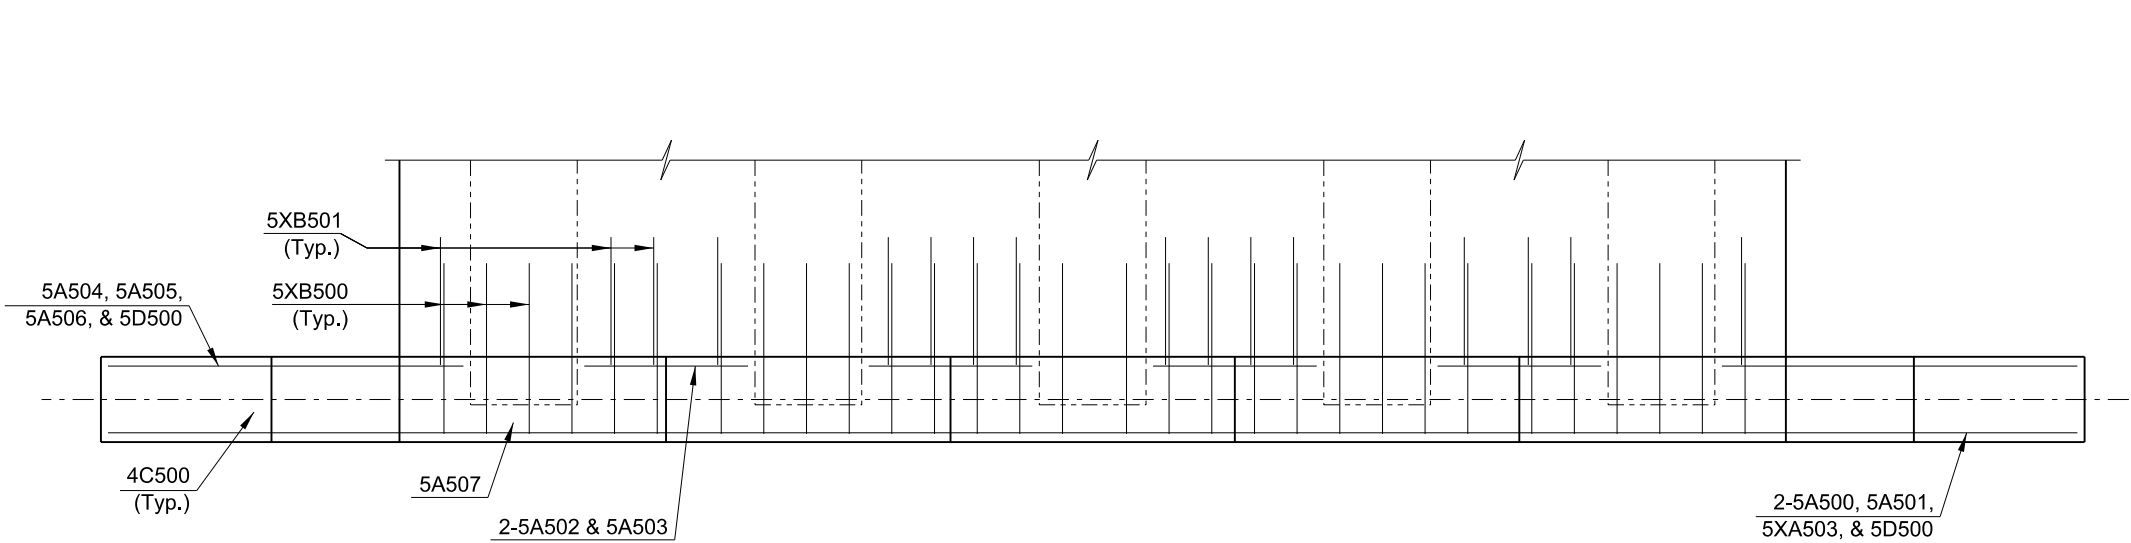 5XB501
(Typ.)
5A504, 5A505,
5A506, & 5D500
5XB500
(Typ.)
4C500
(Typ.)
5A507
2-5A502 & 5A503
2-5A500, 5A501,
5XA503, & 5D500